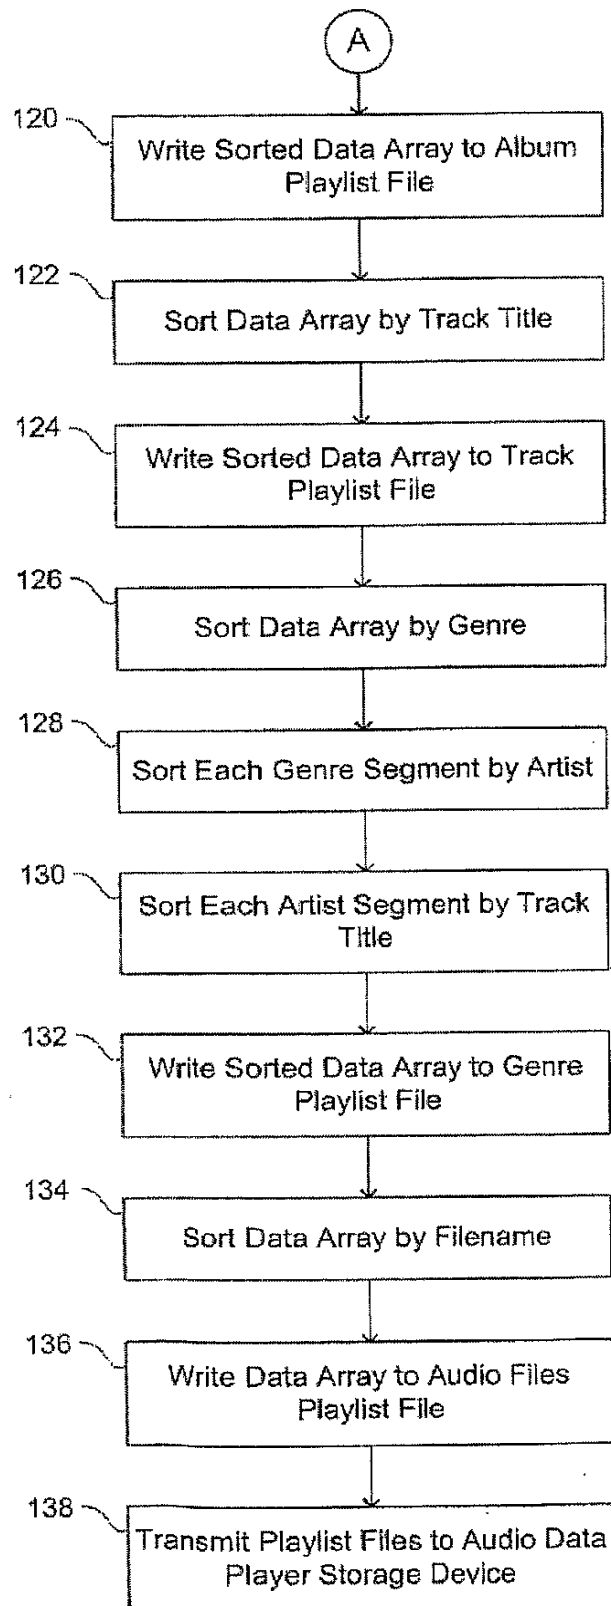 A
120
Write Sorted Data Array to Album
Playlist File
122
Sort Data Array by Track Title
124
Write Sorted Data Array to Track
Playlist File
126
Sort Data Array by Genre
128
Sort Each Genre Segment by Artist
130
Sort Each Artist Segment by Track
Title
132
Write Sorted Data Array to Genre
Playlist File
134
Sort Data Array by Filename
136
Write Data Array to Audio Files
Playlist File
138
Transmit Playlist Files to Audio Data
Player Storage Device